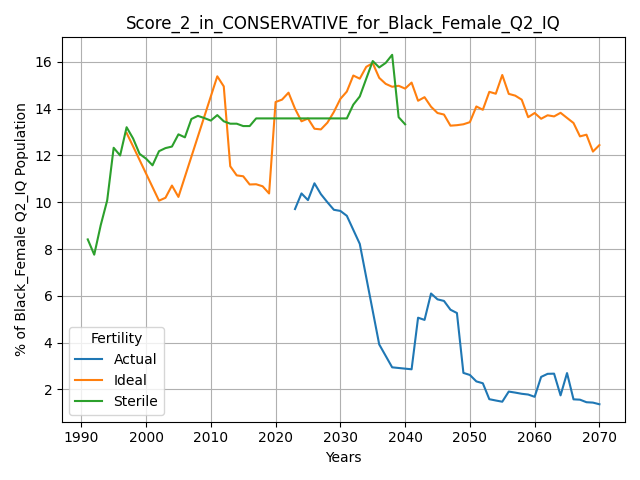 Score_2_in_CONSERVATIVE_for_Black_Female_Q2_IQ
% of Black_Female Q2_IQ Population
16
14
12
10
8
6
4
2
Fertility
Actual
Ideal
Sterile
1990 2000 2010 2020 2030 2040 2050 2060 2070
Years